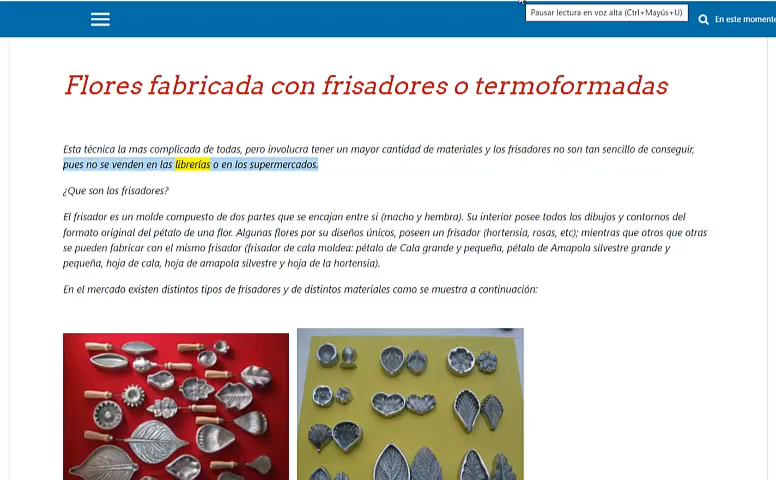 Pausar lectura en voz alta (Ctrl+Mayús+U)
En este momento
Flores fabricada con frisadores o termoformadas
Esta técnica la mas complicada de todas, pero involucra tener un mayor cantidad de materiales y los frisadores no son tan sencillo de conseguir,
pues no se venden en las librerías o en los supermercados.
¿Que son los frisadores?
El frisador es un molde compuesto de dos partes que se encajan entre si (macho y hembra). Su interior posee todos los dibujos y contornos del
formato original del pétalo de una flor. Algunas flores por su diseños únicos, poseen un frisador (hortensia, rosas, etc); mientras que otros que otras
se pueden fabricar con el mismo frisador (frisador de cala moldea: pétalo de Cala grande y pequeña, pétalo de Amapola silvestre grande y
pequeña, hoja de cala, hoja de amapola silvestre y hoja de la hortensia).
En el mercado existen distintos tipos de frisadores y de distintos materiales como se muestra a continuación: